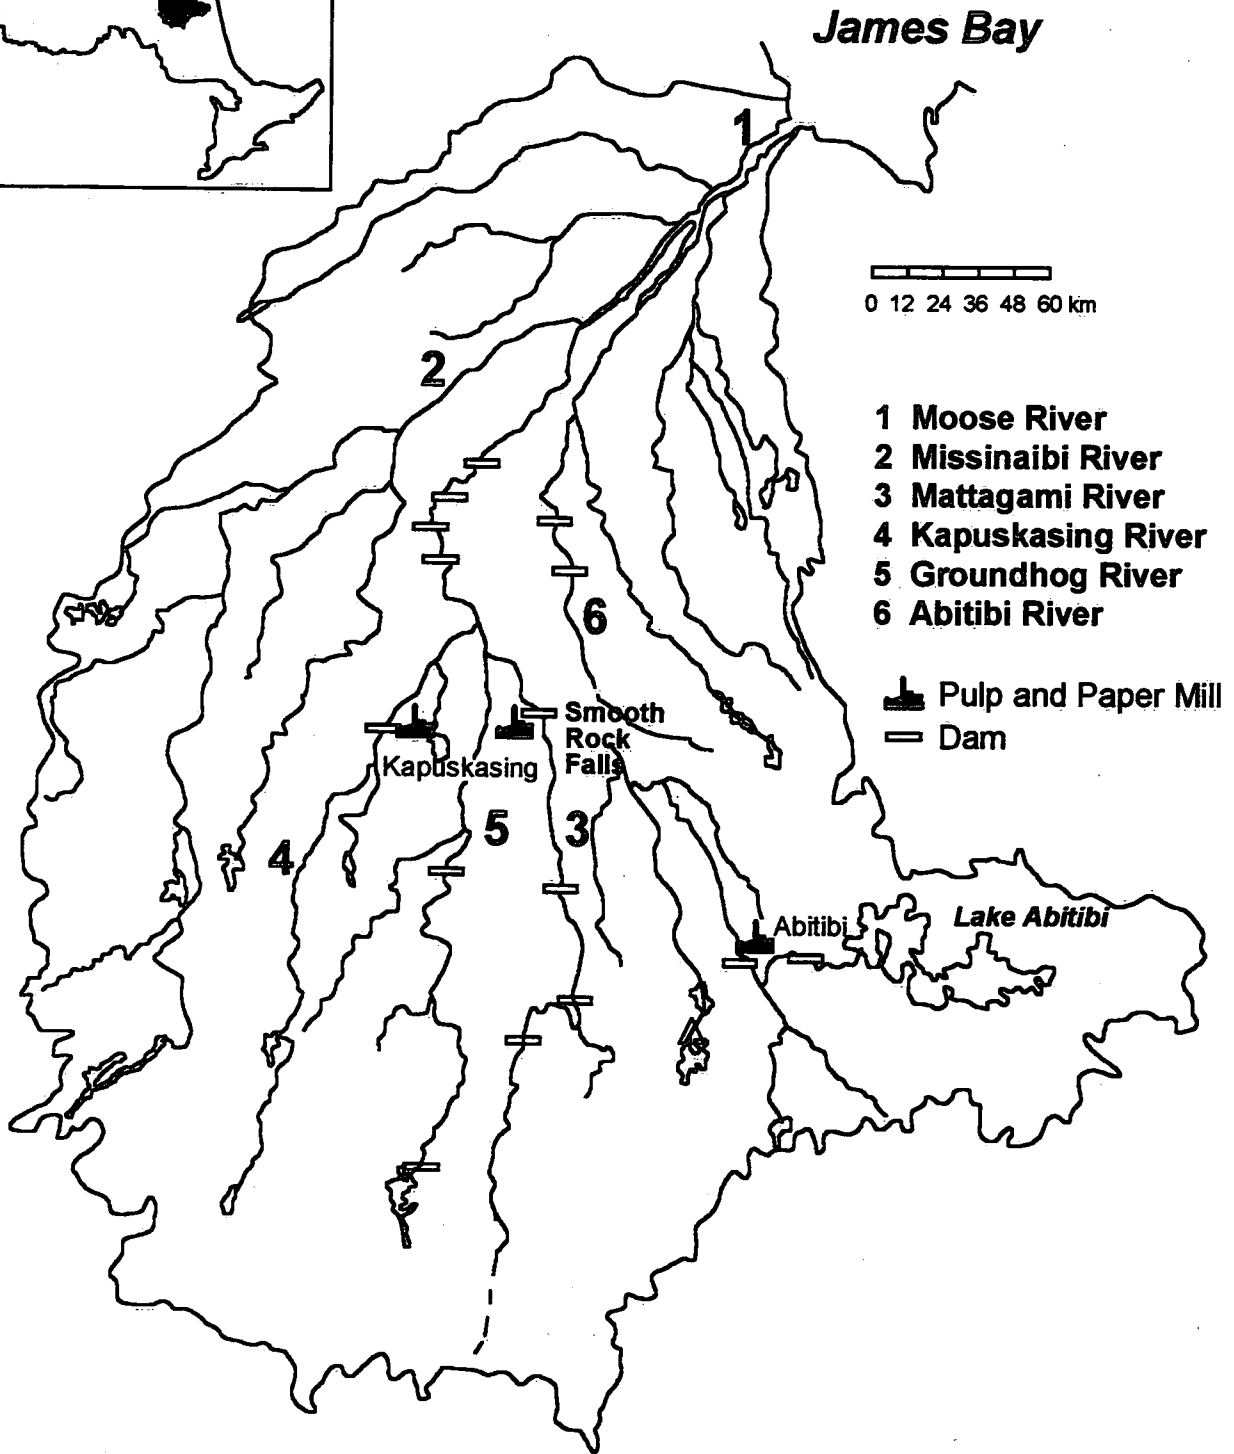 James Bay
1
0 12 24 36 48 60 km
2
1 Moose River
2 Missinaibi River
3 Mattagami River
4 Kapuskasing River
5 Groundhog River
6 Abitibi River
6
Pulp and Paper Mill
Dam
Smooth
Rock
Falls
Kapuskasing
5
3
4
Abitibi
Lake Abitibi